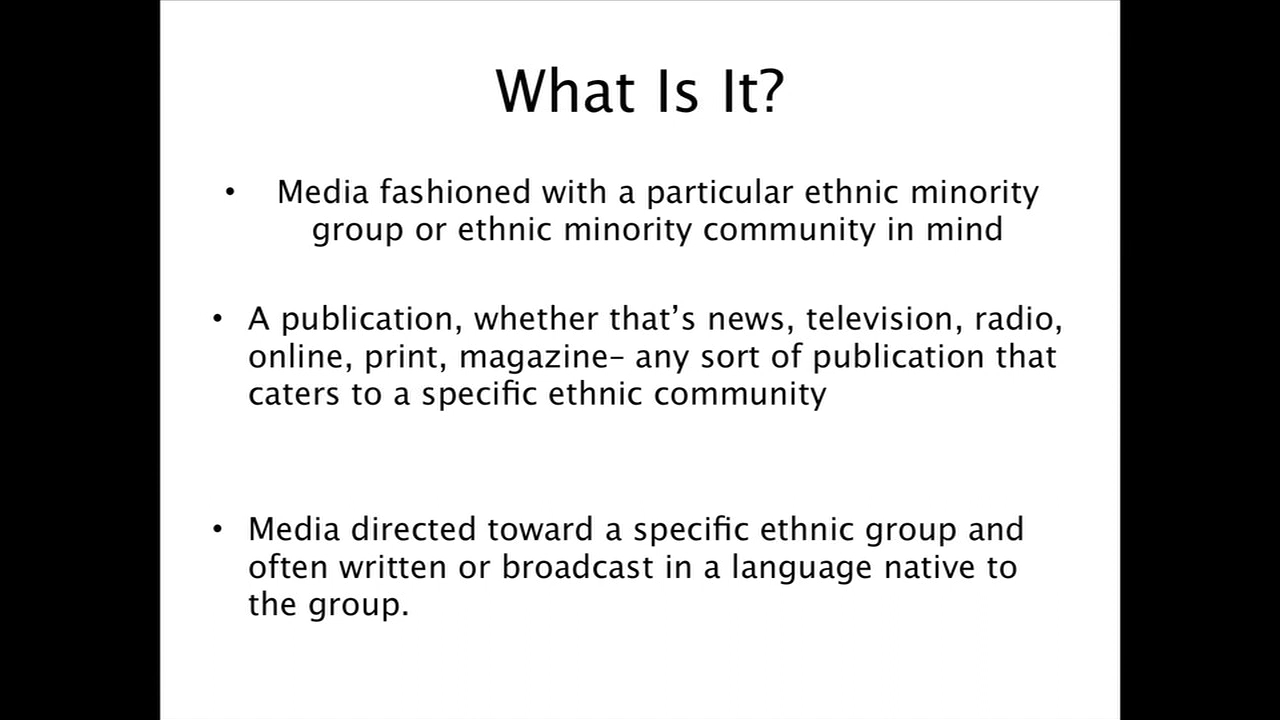 What Is It?
• Media fashioned with a particular ethnic minority
group or ethnic minority community in mind
• A publication, whether that’s news, television, radio,
online, print, magazine– any sort of publication that
caters to a specific ethnic community
• Media directed toward a specific ethnic group and
often written or broadcast in a language native to
the group.